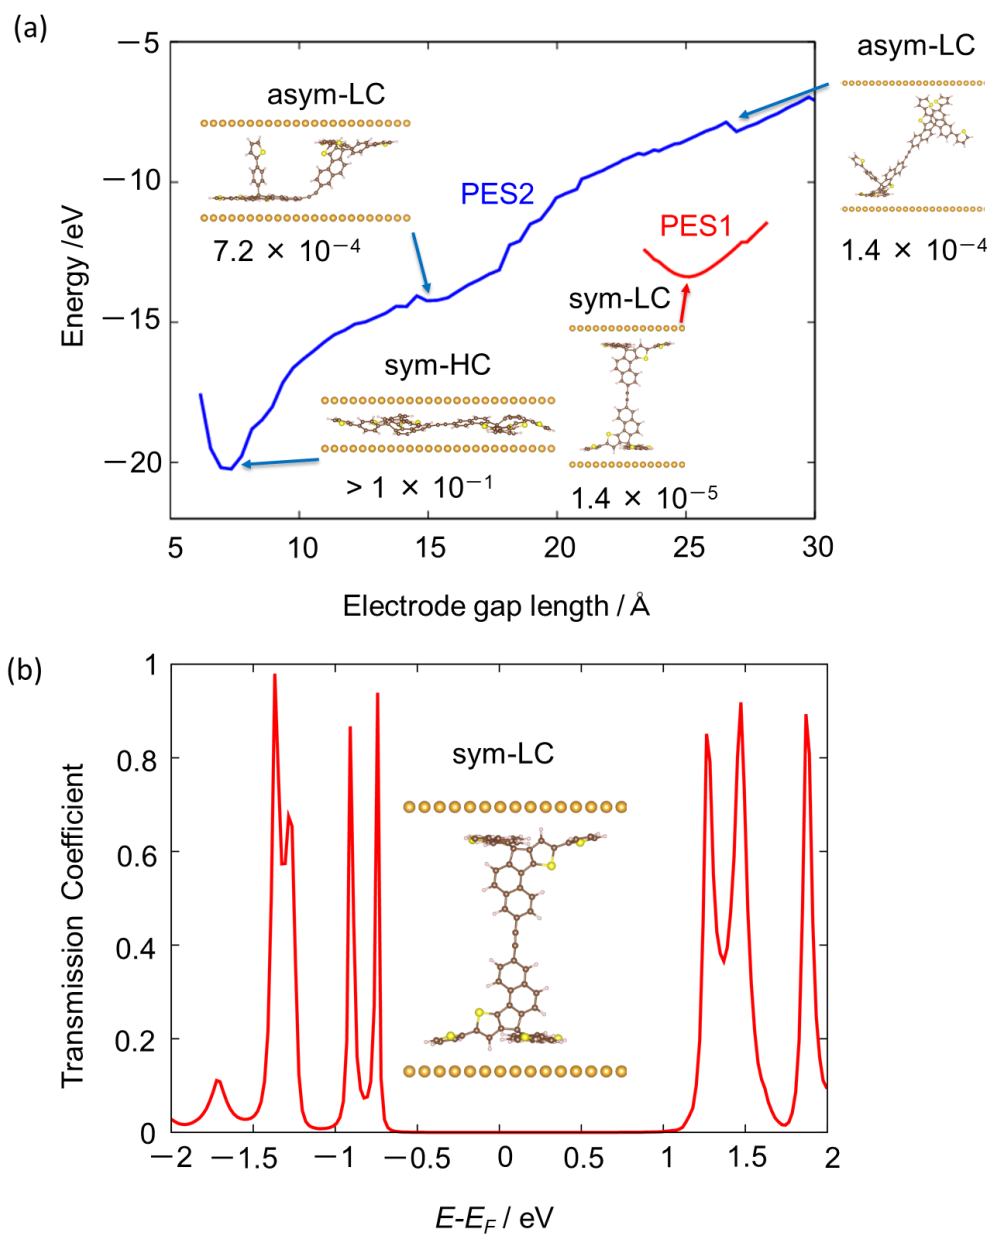 (a)
−5
−10
−15
−20
Energy /eV
asym-LC
7.2 × 10−4
PES2
PES1
asym-LC
1.4 × 10−4
sym-LC
sym-HC
> 1 × 10−1
1.4 × 10−5
5 10 15 20 25 30
Electrode gap length / Å
(b)
1
0.8
0.6
0.4
0.2
0
Transmission Coefficient
sym-LC
−2 −1.5 −1 −0.5 0 0.5 1 1.5 2
E-EF / eV